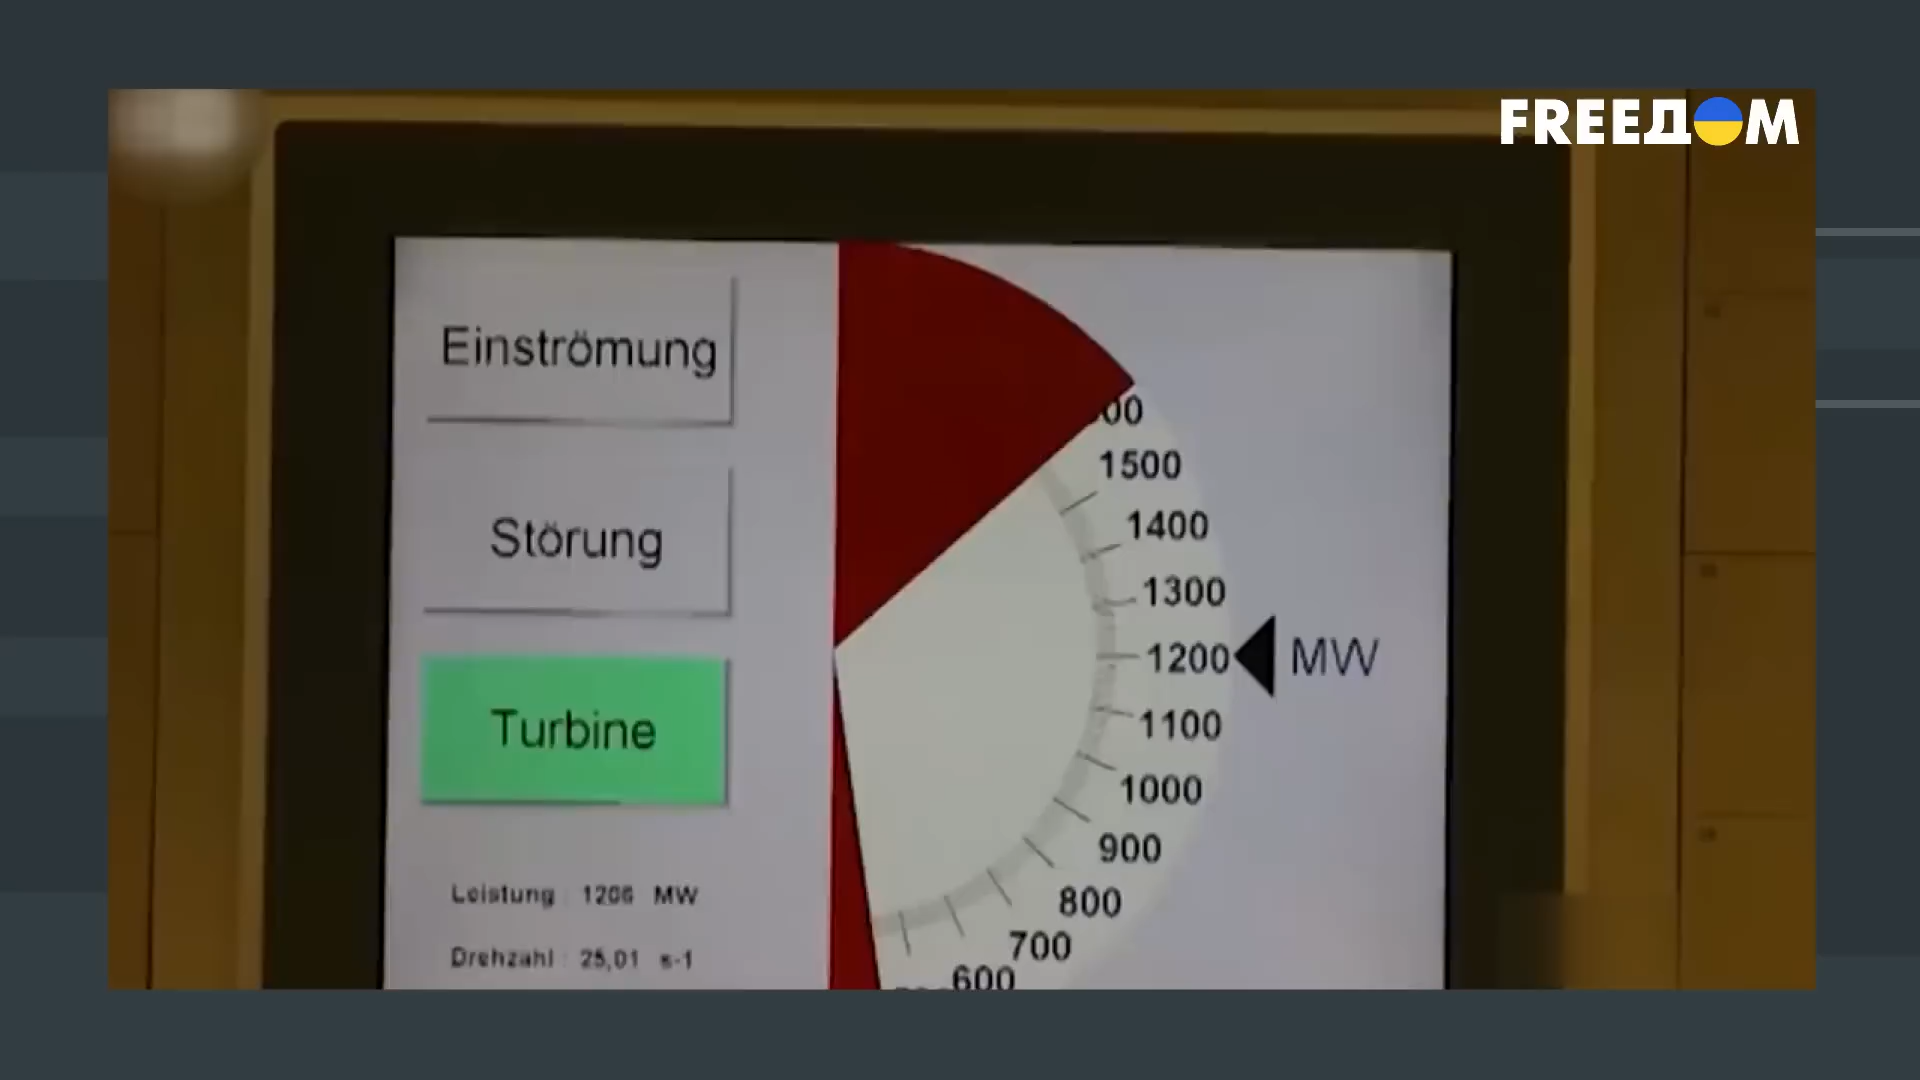 FREEДOM
Einströmung
Störung
Turbine
Leistung : 1206 MW
Drehzahl : 25,01 s-1
00
1500
1400
1300
1200 MW
1100
1000
900
800
700
600